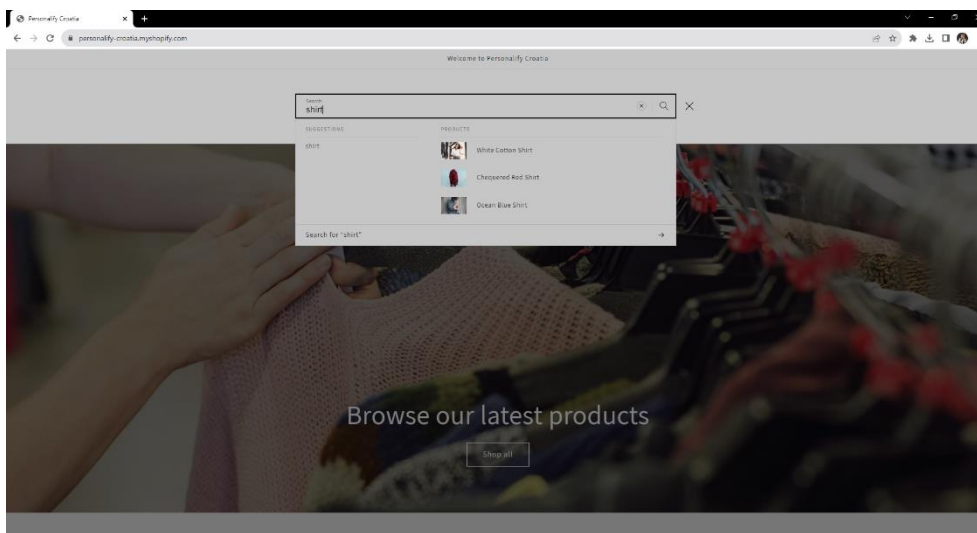 Personalify Croatia
personalify-croatia.myshopify.com
Welcome to Personalify Croatia
Search
shirt
SUGGESTIONS
shirt
PRODUCTS
White Cotton Shirt
Chequered Red Shirt
Ocean Blue Shirt
Search for "shirt"
Browse our latest products
Shop all